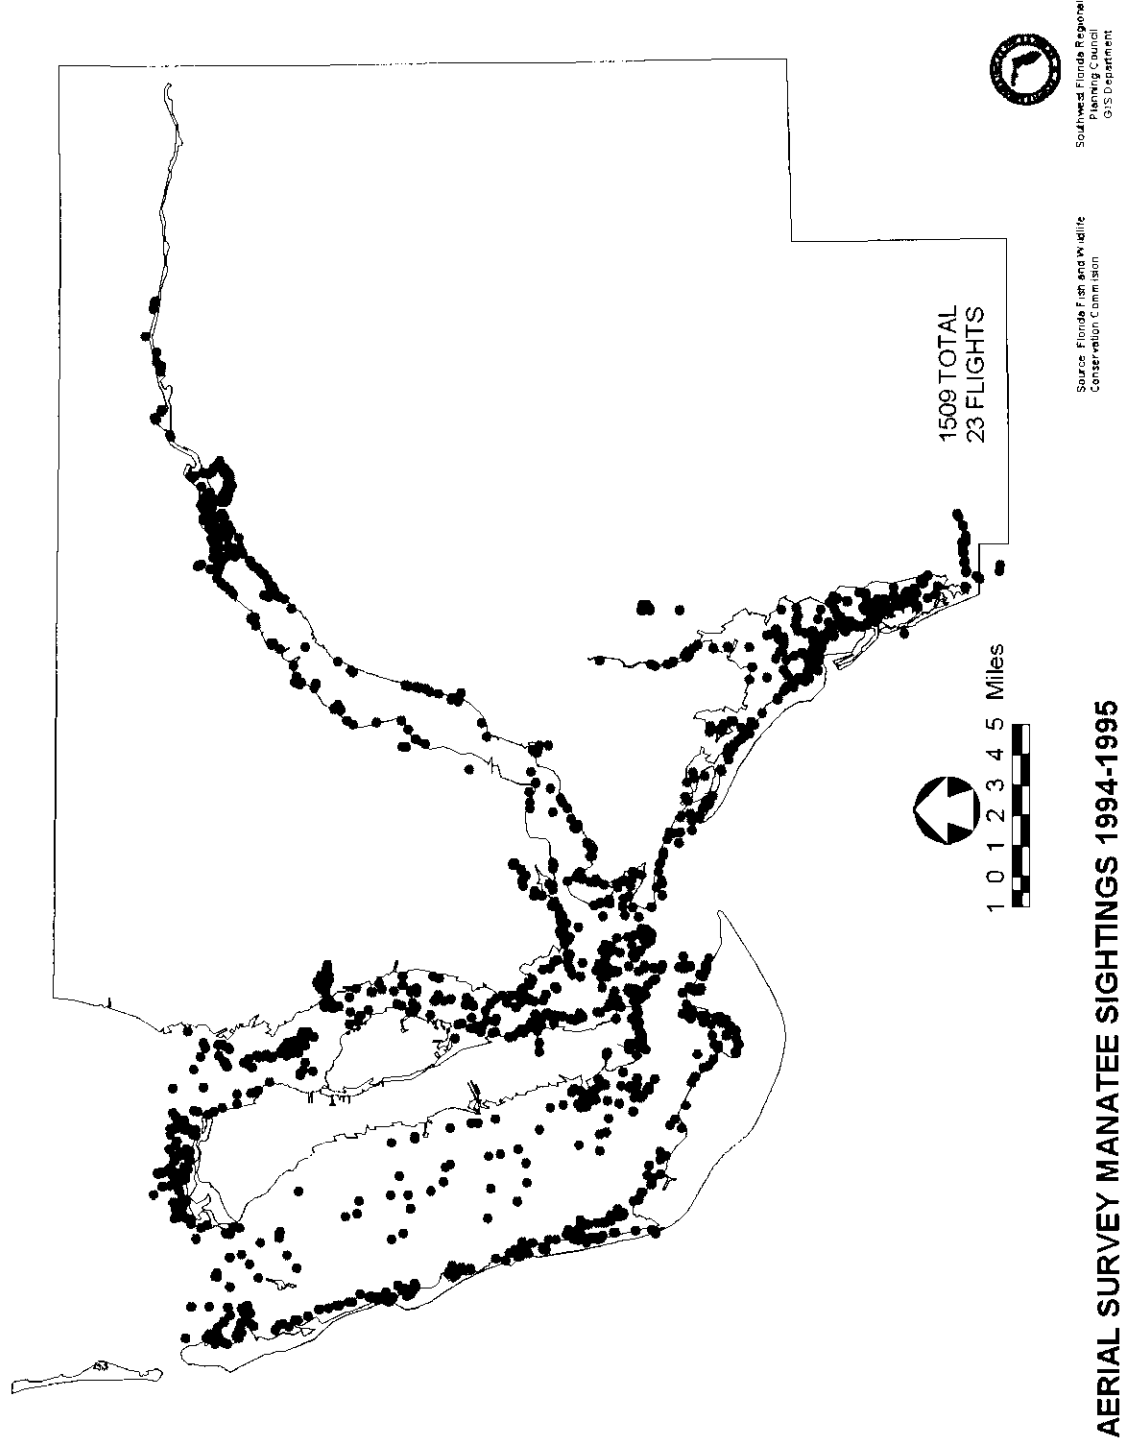 1509 TOTAL
23 FLIGHTS
1 0 1 2 3 4 5 Miles
AERIAL SURVEY MANATEE SIGHTINGS 1994-1995
Source: Florida Fish and Wildlife
Conservation Commission
Southwest Florida Regional
Planning Council
GIS Department